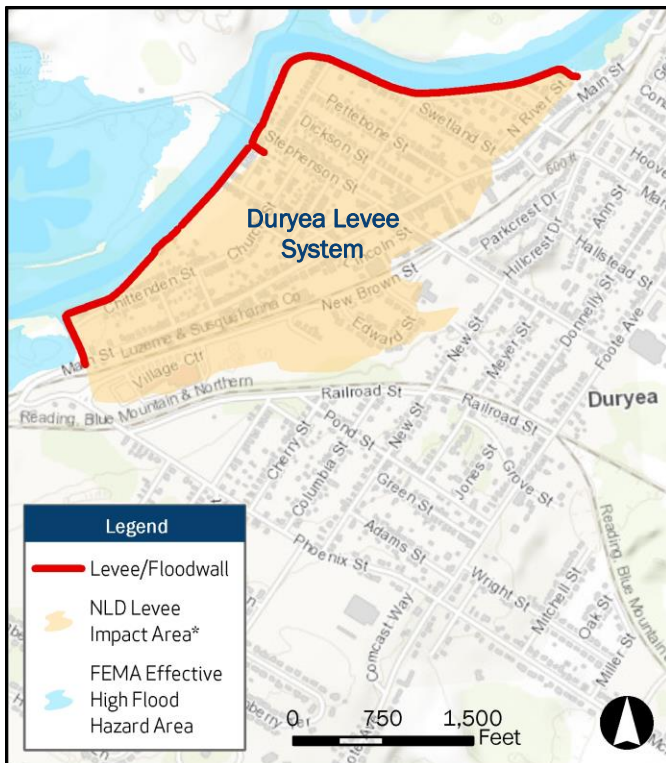 Main St
N River St
Swetland St
Pettebone St
Dickson St
Stephenson St
600 ft
Parkcrest Dr
Hillcrest Dr
Ann St
Hallstead St
Donnelly St
Foote Ave
Duryea Levee
System
Chittenden St
New Brown St
Edward St
Luzerne & Susquehanna Co
Main St
Village Ctr
Reading, Blue Mountain & Northern
New St
Meyer St
Duryea
Railroad St
Railroad St
Cherry St
Columbia St
Pond St
New St
Jones St
Grove St
Green St
Adams St
Phoenix St
Wright St
Mitchell St
Oak St
Miller St
Comcast Way
Reading, Blue Mountain
Legend
Levee/Floodwall
NLD Levee
Impact Area*
FEMA Effective
High Flood
Hazard Area
0 750 1,500
Feet